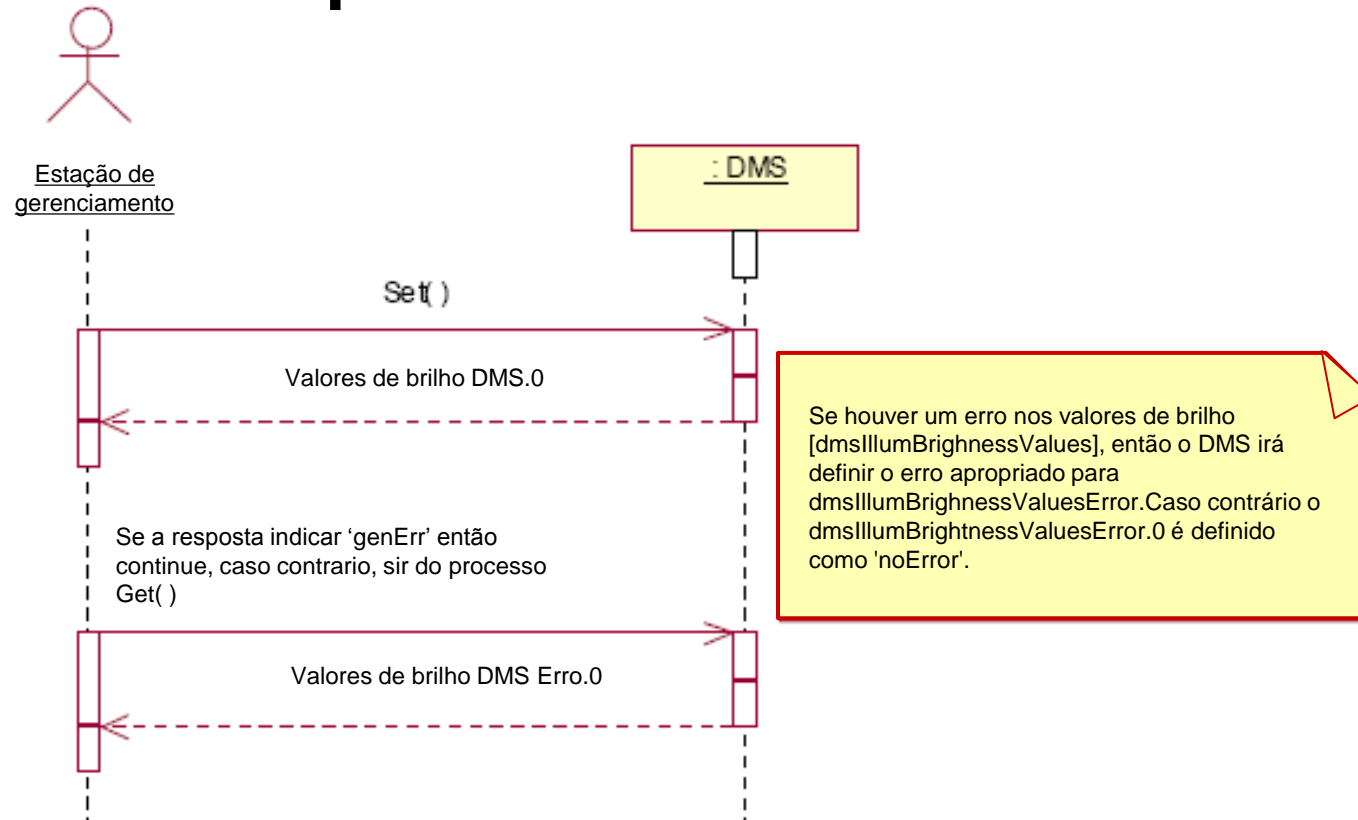 Estação de
gerenciamento
: DMS
Set( )
Valores de brilho DMS.0
Se houver um erro nos valores de brilho
[dmsIllumBrighnessValues], então o DMS irá
definir o erro apropriado para
dmsIllumBrighnessValuesError.Caso contrário o
dmsIllumBrightnessValuesError.0 é definido
como 'noError'.
Se a resposta indicar ‘genErr’ então
continue, caso contrario, sir do processo
Get( )
Valores de brilho DMS Erro.0